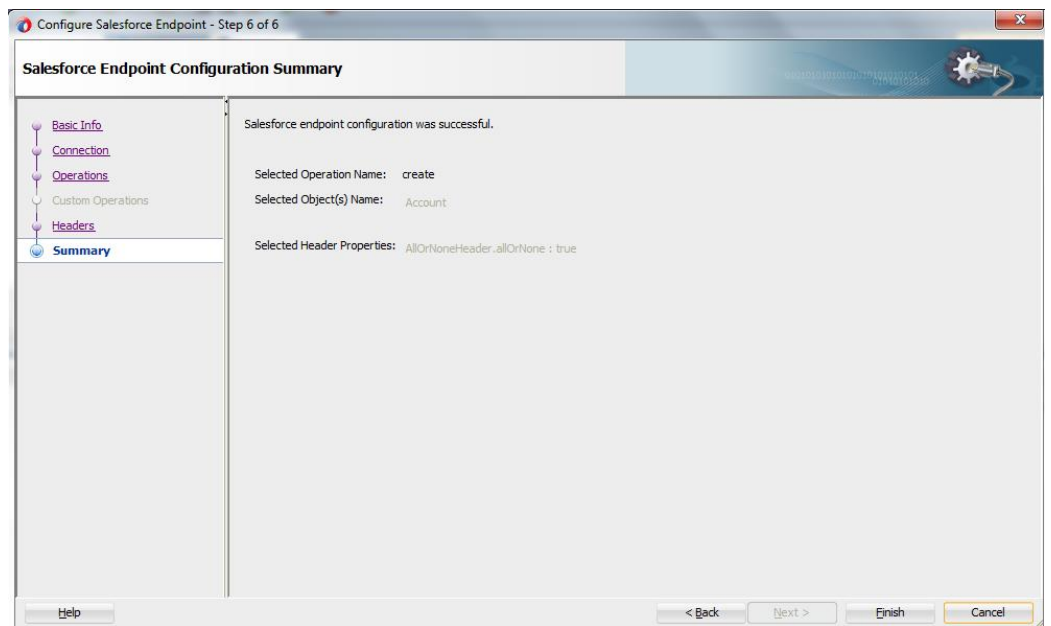 Configure Salesforce Endpoint - Step 6 of 6
X
Salesforce Endpoint Configuration Summary
Basic Info
Connection
Operations
Custom Operations
Headers
Summary
Salesforce endpoint configuration was successful.
Selected Operation Name: create
Selected Object(s) Name: Account
Selected Header Properties: AllOrNoneHeader.allOrNone : true
Help
< Back
Next >
Finish
Cancel